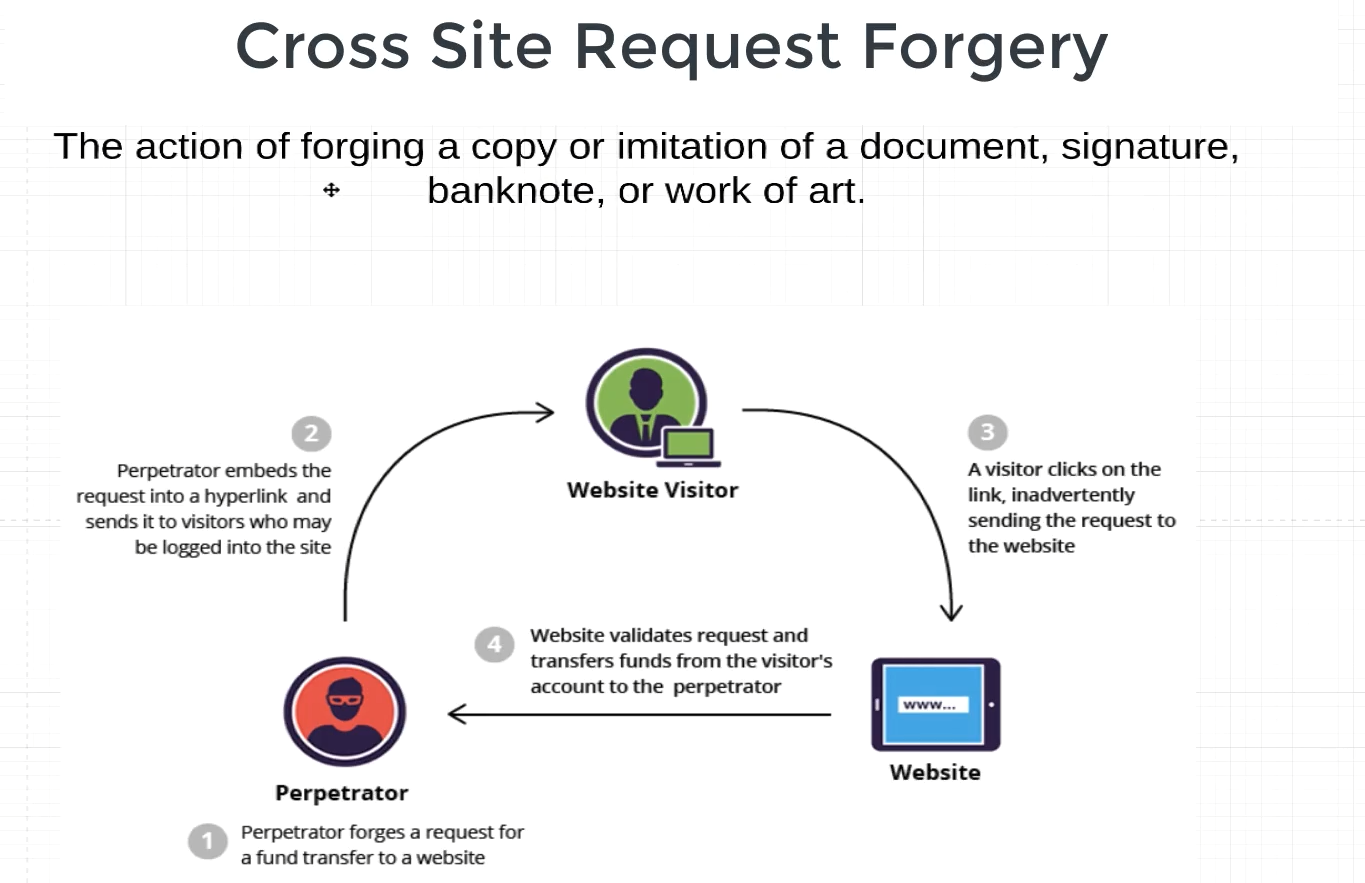 Cross Site Request Forgery
The action of forging a copy or imitation of a document, signature,
banknote, or work of art.
2
Perpetrator embeds the
request into a hyperlink and
sends it to visitors who may
be logged into the site
Website Visitor
3
A visitor clicks on the
link, inadvertently
sending the request to
the website
4
Website validates request and
transfers funds from the visitor's
account to the perpetrator
www...
Website
Perpetrator
1
Perpetrator forges a request for
a fund transfer to a website